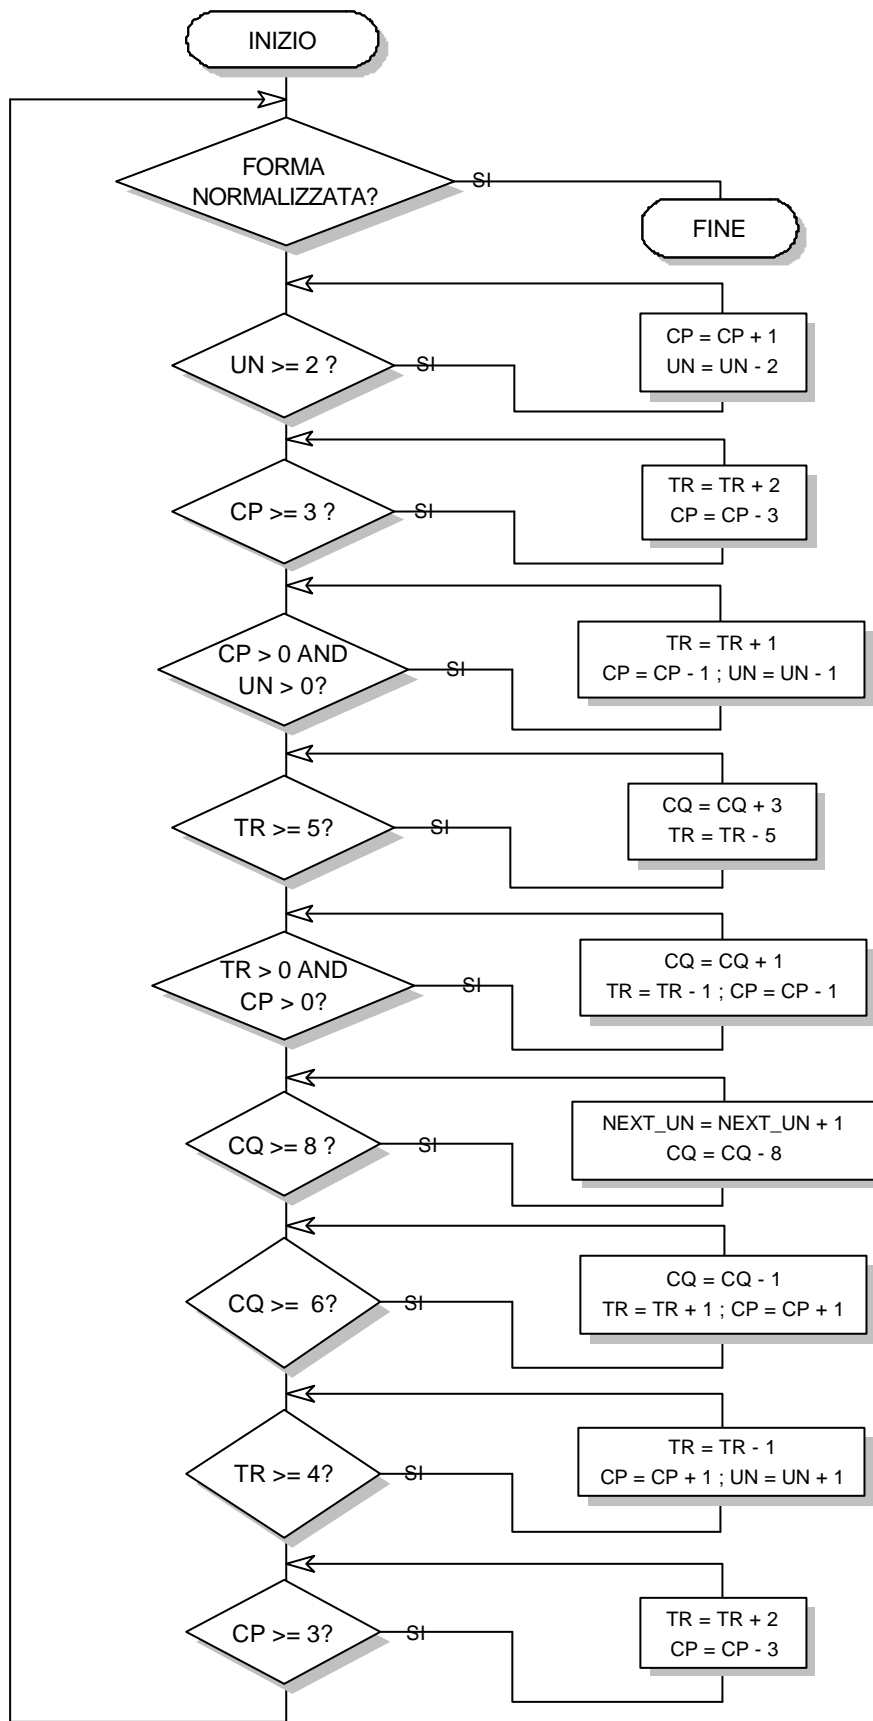 INIZIO
FORMA
NORMALIZZATA?
SI
FINE
UN >= 2 ?
SI
CP = CP + 1
UN = UN - 2
CP >= 3 ?
SI
TR = TR + 2
CP = CP - 3
CP > 0 AND
UN > 0?
SI
TR = TR + 1
CP = CP - 1 ; UN = UN - 1
TR >= 5?
SI
CQ = CQ + 3
TR = TR - 5
TR > 0 AND
CP > 0?
SI
CQ = CQ + 1
TR = TR - 1 ; CP = CP - 1
CQ >= 8 ?
SI
NEXT_UN = NEXT_UN + 1
CQ = CQ - 8
CQ >= 6?
SI
CQ = CQ - 1
TR = TR + 1 ; CP = CP + 1
TR >= 4?
SI
TR = TR - 1
CP = CP + 1 ; UN = UN + 1
CP >= 3?
SI
TR = TR + 2
CP = CP - 3